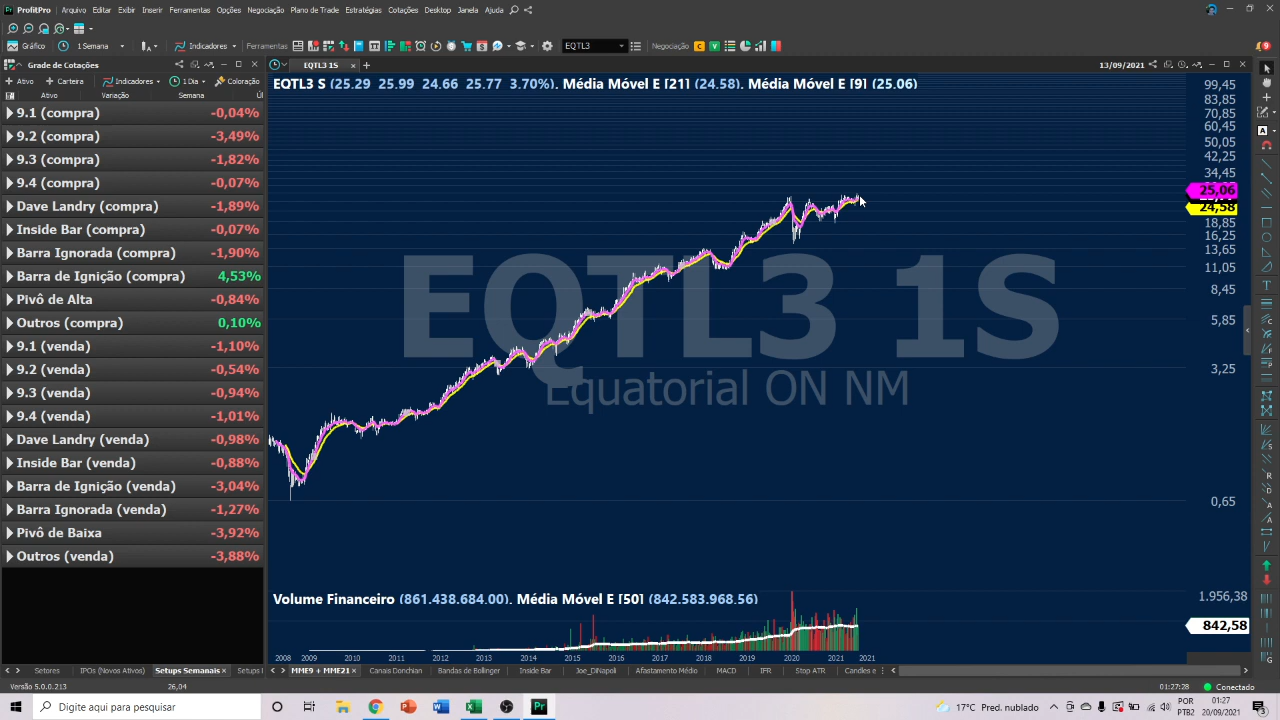 ProfitPro
Arquivo Editar Exibir Inserir Ferramentas Opções Negociação Plano de Trade Estratégias Cotações Desktop Janela Ajuda
Gráfico 1 Semana Indicadores Ferramentas EQTL3 Negociação C V 9
Grade de Cotações
EQTL3 1S
13/09/2021
Ativo Carteira Indicadores 1 Dia Coloração
Ativo Variação Semana
EQTL3 S (25.29 25.99 24.66 25.77 3.70%). Média Móvel E [21] (24.58). Média Móvel E [9] (25.06)
9.1 (compra) -0,04%
9.2 (compra) -3,49%
9.3 (compra) -1,82%
9.4 (compra) -0,07%
Dave Landry (compra) -1,89%
Inside Bar (compra) -0,07%
Barra Ignorada (compra) -1,90%
Barra de Ignição (compra) 4,53%
Pivô de Alta -0,84%
Outros (compra) 0,10%
9.1 (venda) -1,10%
9.2 (venda) -0,54%
9.3 (venda) -0,94%
9.4 (venda) -1,01%
Dave Landry (venda) -0,98%
Inside Bar (venda) -0,88%
Barra de Ignição (venda) -3,04%
Barra Ignorada (venda) -1,27%
Pivô de Baixa -3,92%
Outros (venda) -3,88%
EQTL3 1S
Equatorial ON NM
99,45
83,85
70,85
60,45
50,05
42,25
34,45
25,06
24,58
18,85
16,25
13,65
11,05
8,45
5,85
3,25
0,65
Volume Financeiro (861.438.684.00). Média Móvel E [50] (842.583.968.56)
1.956,38
842,58
2008 2009 2010 2011 2012 2013 2014 2015 2016 2017 2018 2019 2020 2021 2021
Setores IPOs (Novos Ativos) Setups Semanais Setups
MME9 + MME21 Canais Donchian Bandas de Bollinger Inside Bar Joe_DiNapoli Afastamento Médio MACD IFR Stop ATR Candles e
Versão 5.0.0.213 26,04 01:27:28 Conectado
Digite aqui para pesquisar
17°C Pred. nublado
POR
PTB2
01:27
20/09/2021